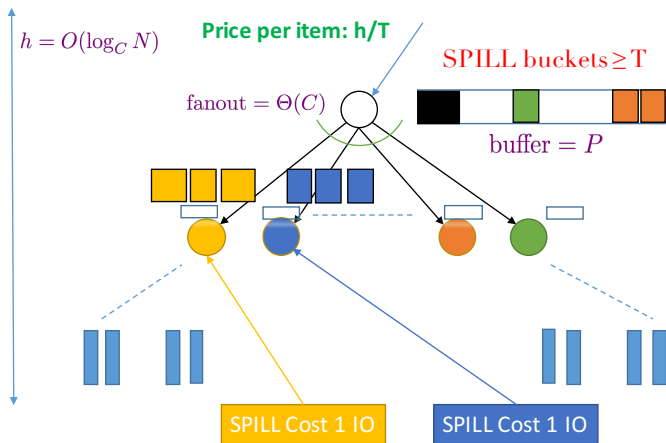 Price per item: h/T
h = O(log_C N)
SPILL buckets ≥ T
fanout = Θ(C)
buffer = P
SPILL Cost 1 IO
SPILL Cost 1 IO